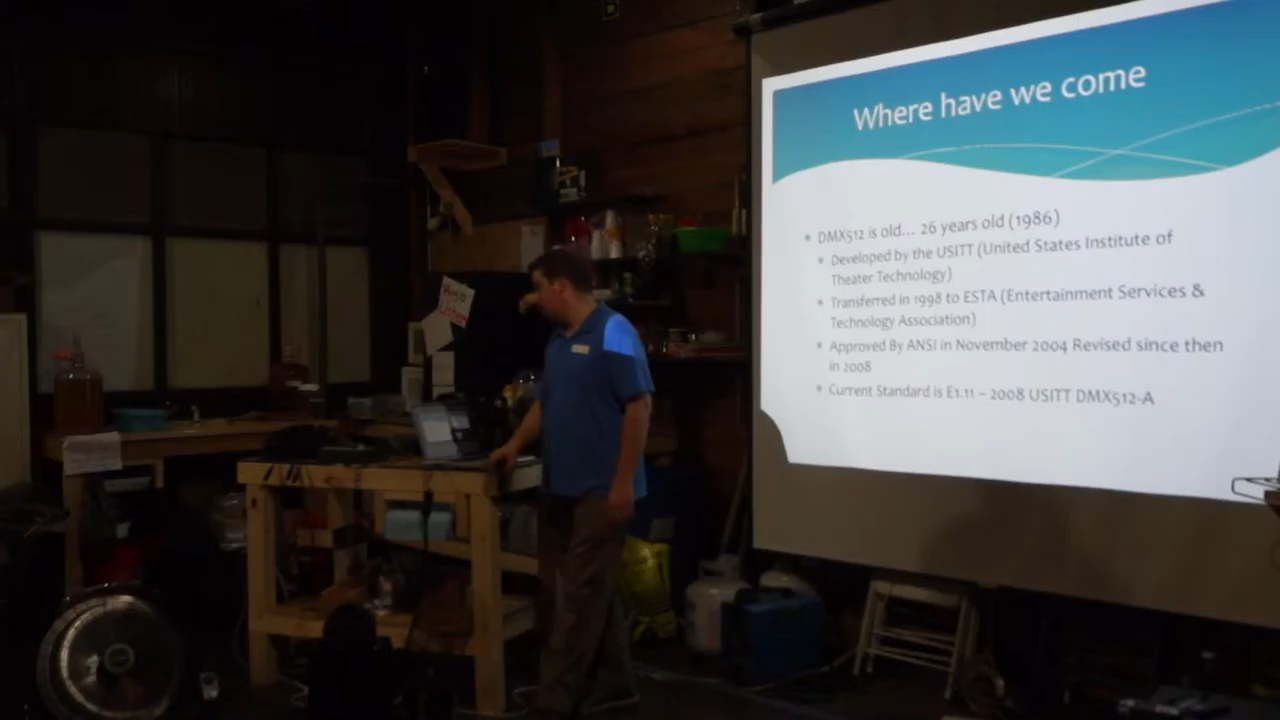 Where have we come
DMX512 is old... 26 years old (1986)
Developed by the USITT (United States Institute of
Theater Technology)
Transferred in 1998 to ESTA (Entertainment Services &
Technology Association)
Approved By ANSI in November 2004 Revised since then
in 2008
Current Standard is E1.11 – 2008 USITT DMX512-A